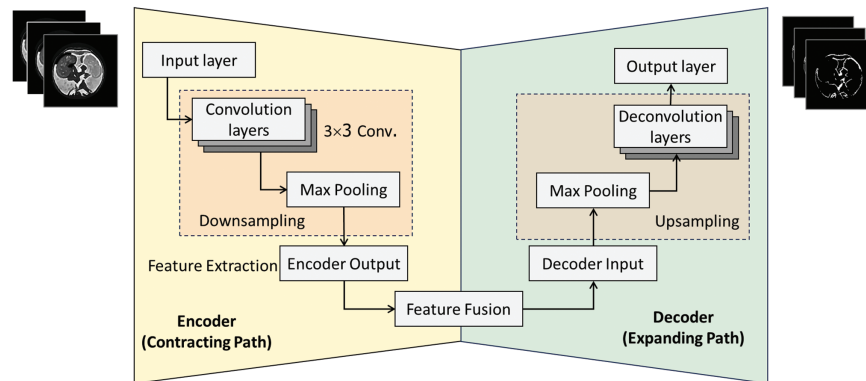 Input layer
Convolution
layers
3×3 Conv.
Max Pooling
Downsampling
Feature Extraction
Encoder Output
Encoder
(Contracting Path)
Feature Fusion
Output layer
Deconvolution
layers
Max Pooling
Upsampling
Decoder Input
Decoder
(Expanding Path)